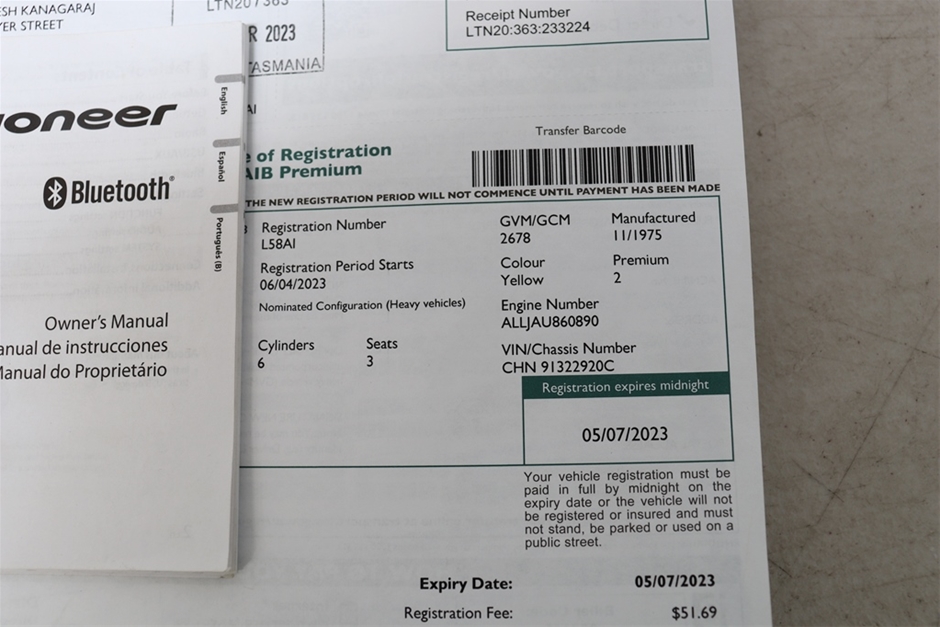 ESH KANAGARAJ
YER STREET
LTN20 / 363
R 2023
TASMANIA
Receipt Number
LTN20:363:233224
AI
Transfer Barcode
e of Registration
AIB Premium
THE NEW REGISTRATION PERIOD WILL NOT COMMENCE UNTIL PAYMENT HAS BEEN MADE
Registration Number
L58AI
GVM/GCM
2678
Manufactured
11/1975
Registration Period Starts
06/04/2023
Colour
Yellow
Premium
2
Nominated Configuration (Heavy vehicles)
Engine Number
ALLJAU860890
Cylinders
6
Seats
3
VIN/Chassis Number
CHN 91322920C
Registration expires midnight
05/07/2023
Your vehicle registration must be
paid in full by midnight on the
expiry date or the vehicle will not
be registered or insured and must
not stand, be parked or used on a
public street.
Expiry Date: 05/07/2023
Registration Fee: $51.69
ioneer
Bluetooth®
English
Español
Português (B)
Owner's Manual
anual de instrucciones
Manual do Proprietário